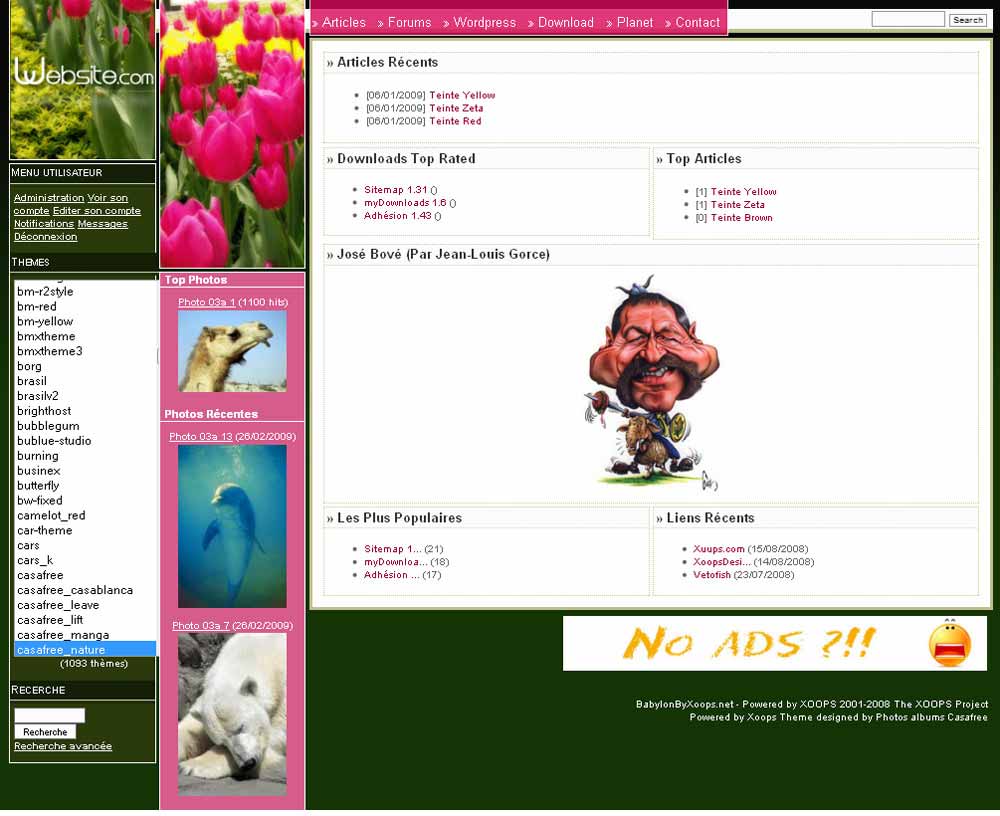 » Articles » Forums » Wordpress » Download » Planet » Contact
Search
Website.com
MENU UTILISATEUR
Administration Voir son
compte Editer son compte
Notifications Messages
Déconnexion
THEMES
bm-r2style
bm-red
bm-yellow
bmxtheme
bmxtheme3
borg
brasil
brasilv2
brighthost
bubblegum
bublue-studio
burning
businex
butterfly
bw-fixed
camelot_red
car-theme
cars
cars_k
casafree
casafree_casablanca
casafree_leave
casafree_lift
casafree_manga
casafree_nature
(1093 thèmes)
RECERCHE
Recherche
Recherche avancée
Top Photos
Photo 03a 1 (1100 hits)
Photos Récentes
Photo 03a 13 (26/02/2009)
Photo 03a 7 (26/02/2009)
» Articles Récents
[06/01/2009] Teinte Yellow
[06/01/2009] Teinte Zeta
[06/01/2009] Teinte Red
» Downloads Top Rated
Sitemap 1.31 ()
myDownloads 1.6 ()
Adhésion 1.43 ()
» Top Articles
[1] Teinte Yellow
[1] Teinte Zeta
[0] Teinte Brown
» José Bové (Par Jean-Louis Gorce)
» Les Plus Populaires
Sitemap 1... (21)
myDownloa... (18)
Adhésion ... (17)
» Liens Récents
Xuups.com (15/08/2008)
XoopsDesi... (14/08/2008)
Vetofish (23/07/2008)
NO ADS ?!!
BabylonByXoops.net - Powered by XOOPS 2001-2008 The XOOPS Project
Powered by Xoops Theme designed by Photos albums Casafree